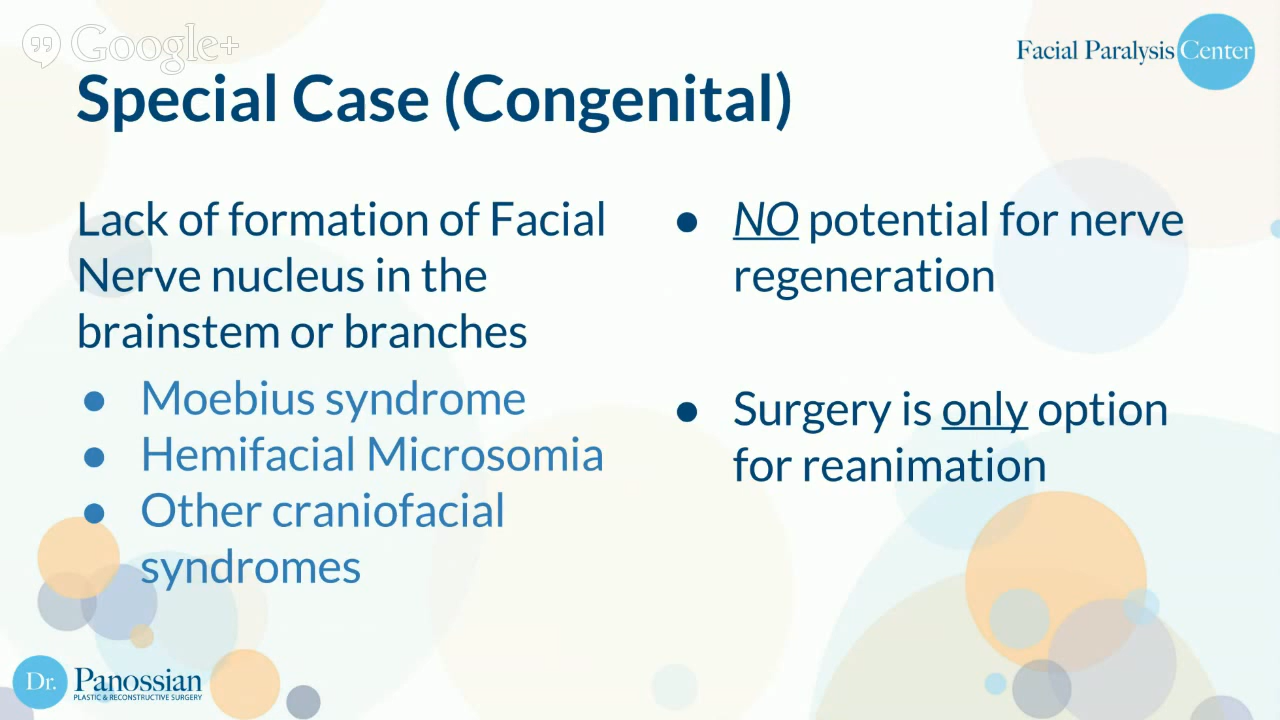 Google+
Facial Paralysis Center
Special Case (Congenital)
Lack of formation of Facial
Nerve nucleus in the
brainstem or branches
● Moebius syndrome
● Hemifacial Microsomia
● Other craniofacial
syndromes
● NO potential for nerve
regeneration
● Surgery is only option
for reanimation
Dr. Panossian
PLASTIC & RECONSTRUCTIVE SURGERY